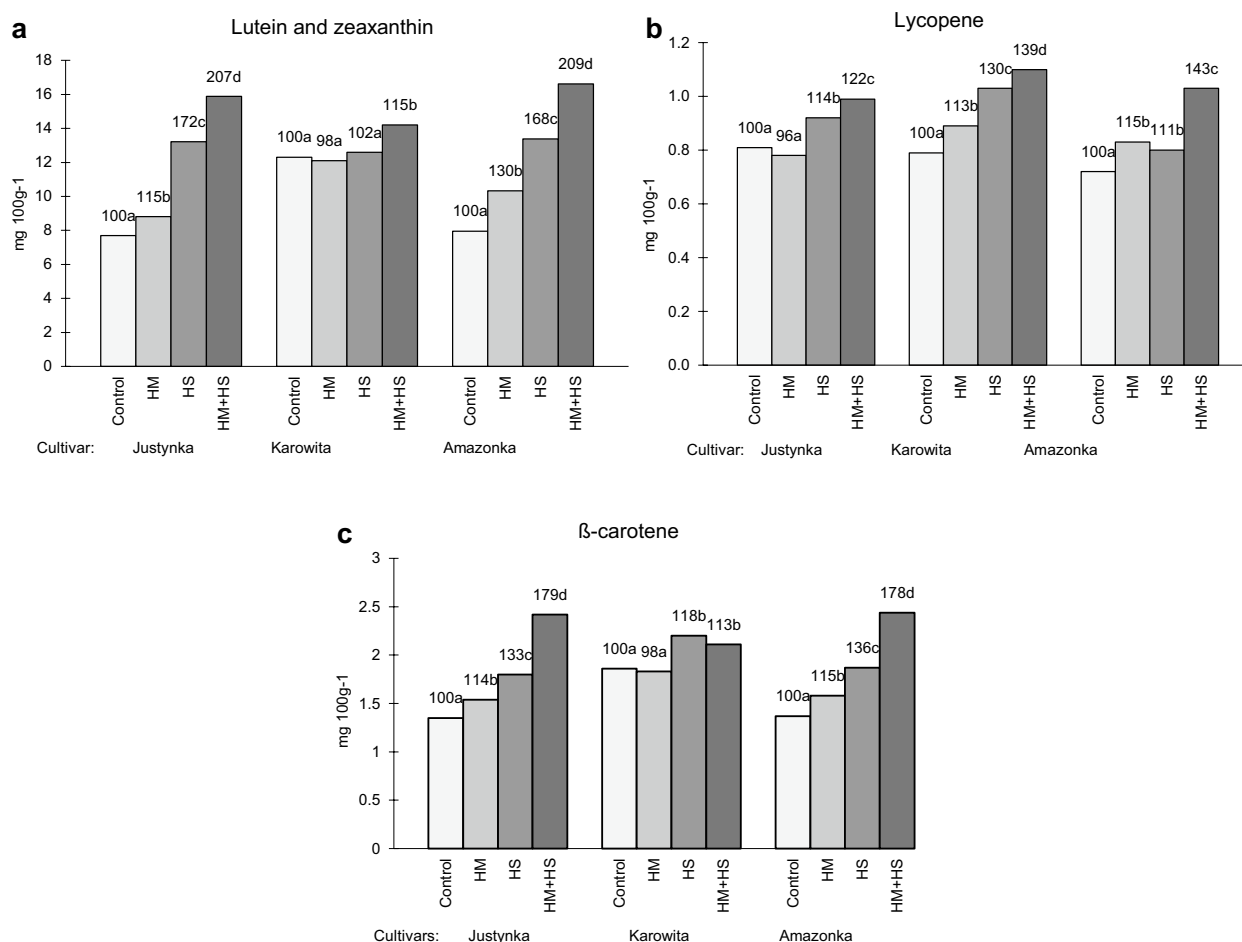 a
Lutein and zeaxanthin
mg 100g-1
18
16
14
12
10
8
6
4
2
0
100a 115b 172c 207d 100a 98a 102a 115b 100a 130b 168c 209d
Control HM HS HM+HS Control HM HS HM+HS Control HM HS HM+HS
Cultivar: Justynka Karowita Amazonka
b
Lycopene
mg 100g-1
1.2
1.0
0.8
0.6
0.4
0.2
0.0
100a 96a 114b 122c 100a 113b 130c 139d 100a 115b 111b 143c
Control HM HS HM+HS Control HM HS HM+HS Control HM HS HM+HS
Cultivar: Justynka Karowita Amazonka
c
ß-carotene
mg 100g-1
3
2.5
2
1.5
1
0.5
0
100a 114b 133c 179d 100a 98a 118b 113b 100a 115b 136c 178d
Control HM HS HM+HS Control HM HS HM+HS Control HM HS HM+HS
Cultivars: Justynka Karowita Amazonka